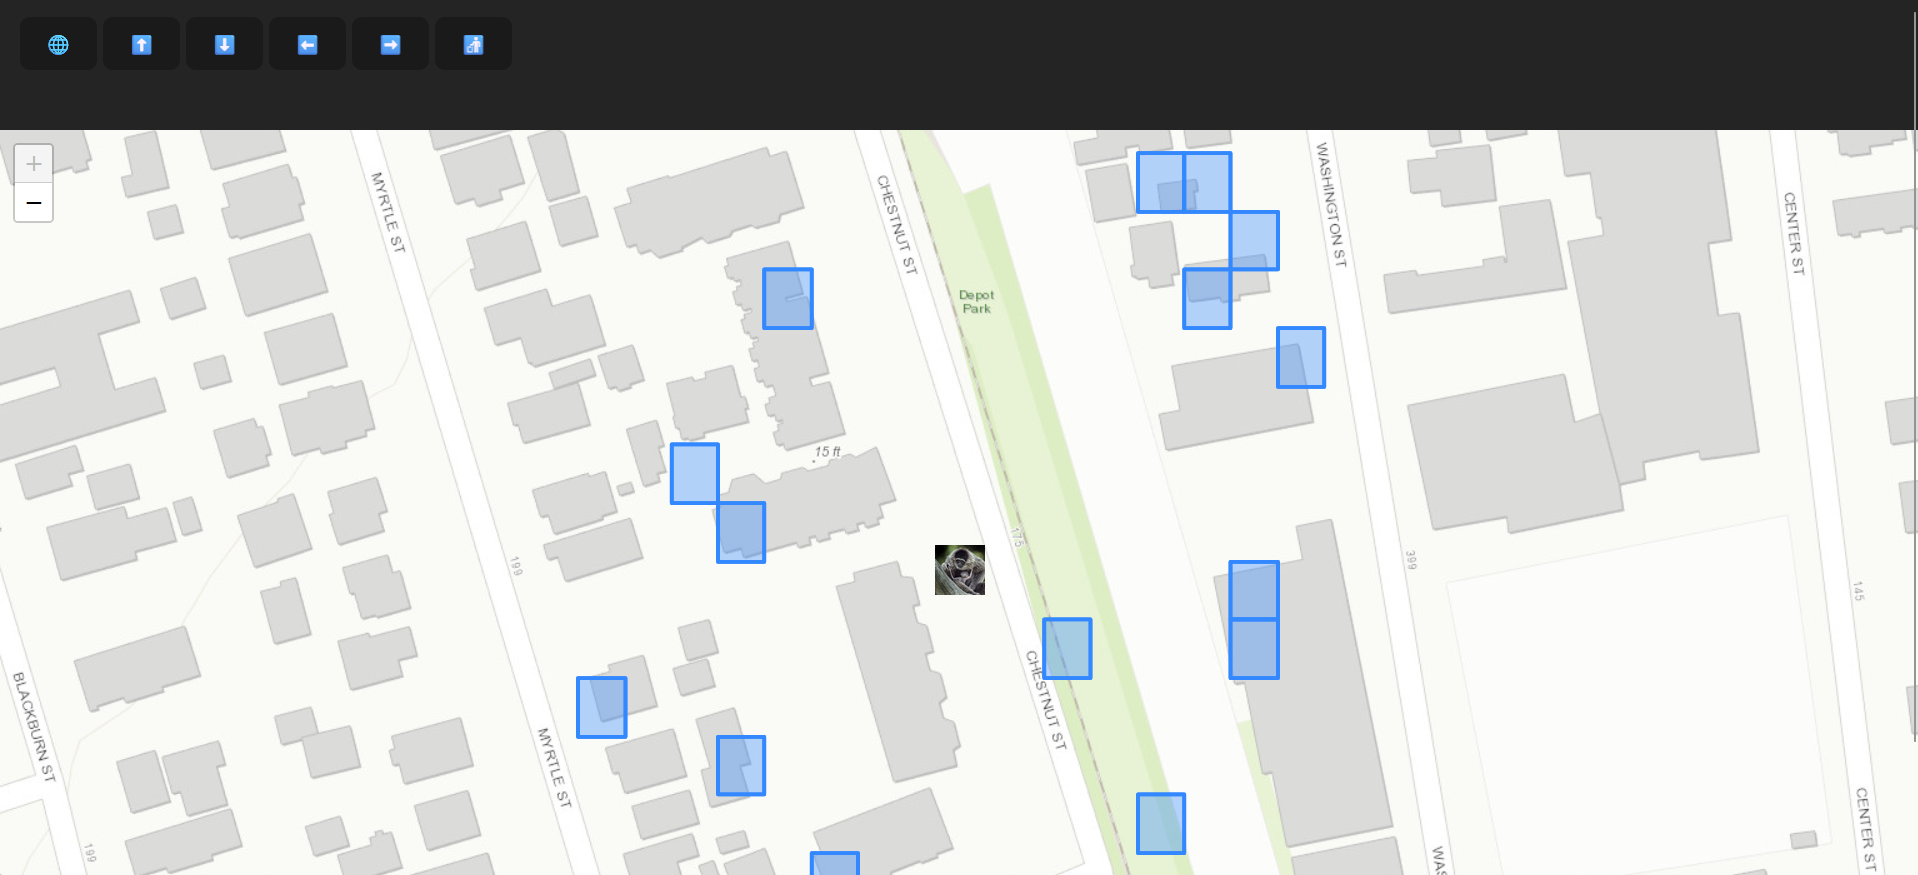 +
−
MYRTLE ST
CHESTNUT ST
WASHINGTON ST
CENTER ST
Depot
Park
15 ft
175
199
399
145
CHESTNUT ST
BLACKBURN ST
MYRTLE ST
CENTER ST
199
WAS